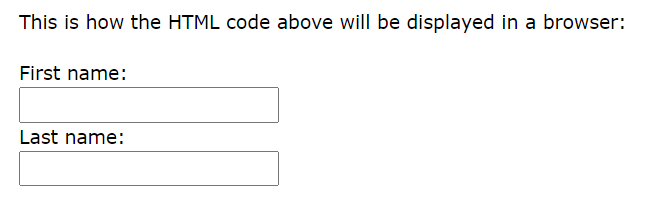 This is how the HTML code above will be displayed in a browser:
First name:
Last name: